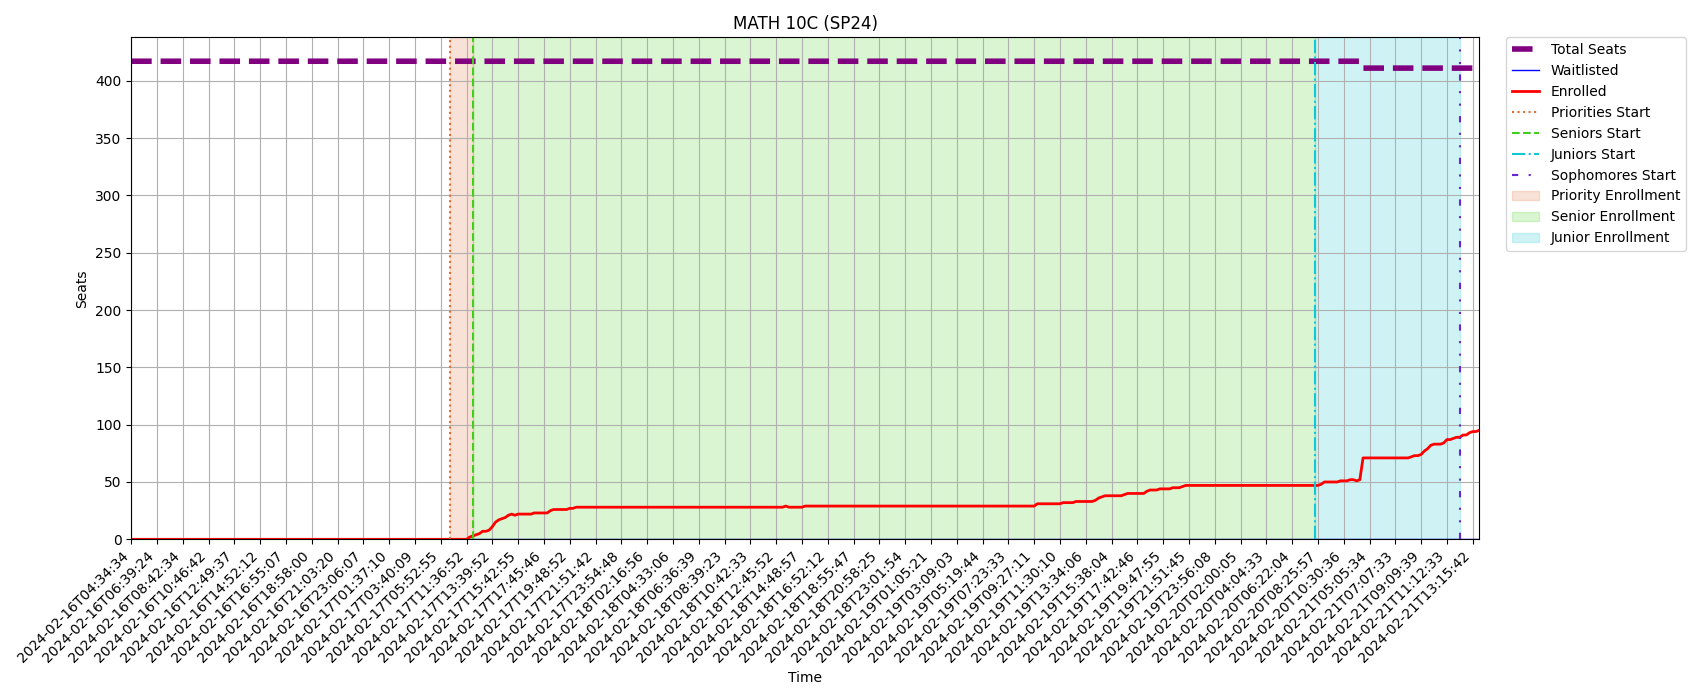 MATH 10C (SP24)
Total Seats
Waitlisted
Enrolled
Priorities Start
Seniors Start
Juniors Start
Sophomores Start
Priority Enrollment
Senior Enrollment
Junior Enrollment
Seats
400
350
300
250
200
150
100
50
0
2024-02-16T04:34:34
2024-02-16T06:39:24
2024-02-16T08:42:34
2024-02-16T10:46:42
2024-02-16T12:49:37
2024-02-16T14:52:12
2024-02-16T16:55:07
2024-02-16T18:58:00
2024-02-16T21:03:20
2024-02-16T23:06:07
2024-02-17T01:37:10
2024-02-17T03:40:09
2024-02-17T05:52:55
2024-02-17T11:36:52
2024-02-17T13:39:52
2024-02-17T15:42:55
2024-02-17T17:45:46
2024-02-17T19:48:52
2024-02-17T21:51:42
2024-02-17T23:54:48
2024-02-18T02:16:56
2024-02-18T04:33:06
2024-02-18T06:36:39
2024-02-18T08:39:23
2024-02-18T10:42:33
2024-02-18T12:45:52
2024-02-18T14:48:57
2024-02-18T16:52:12
2024-02-18T18:55:47
2024-02-18T20:58:25
2024-02-18T23:01:54
2024-02-19T01:05:21
2024-02-19T03:09:03
2024-02-19T05:19:44
2024-02-19T07:23:33
2024-02-19T09:27:11
2024-02-19T11:30:10
2024-02-19T13:34:06
2024-02-19T15:38:04
2024-02-19T17:42:46
2024-02-19T19:47:55
2024-02-19T21:51:45
2024-02-19T23:56:08
2024-02-20T02:00:05
2024-02-20T04:04:33
2024-02-20T06:22:04
2024-02-20T08:25:57
2024-02-20T10:30:36
2024-02-21T05:05:34
2024-02-21T07:07:33
2024-02-21T09:09:39
2024-02-21T11:12:33
2024-02-21T13:15:42
Time